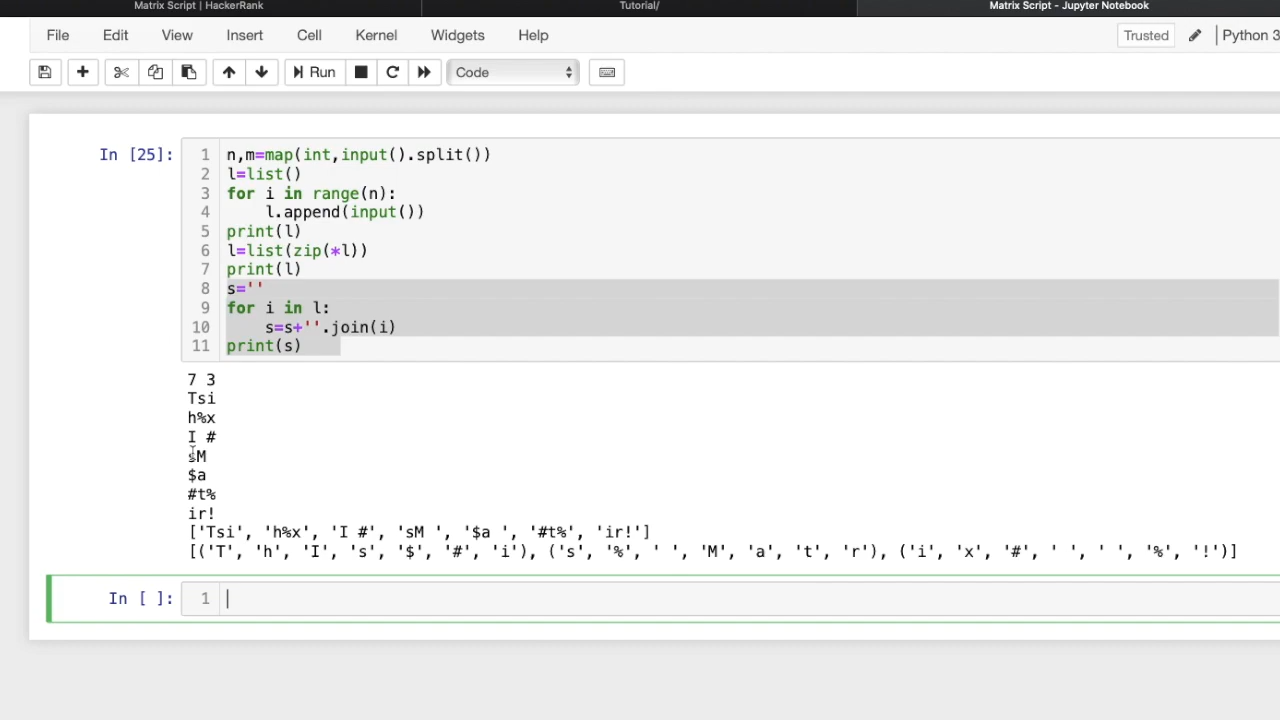 Matrix Script | HackerRank
Tutorial/
Matrix Script - Jupyter Notebook
File Edit View Insert Cell Kernel Widgets Help
Trusted
Python 3
Run
Code
In [25]:
1 n,m=map(int,input().split())
2 l=list()
3 for i in range(n):
4     l.append(input())
5 print(l)
6 l=list(zip(*l))
7 print(l)
8 s=''
9 for i in l:
10     s=s+''.join(i)
11 print(s)
7 3
Tsi
h%x
I #
sM
$a
#t%
ir!
['Tsi', 'h%x', 'I #', 'sM ', '$a ', '#t%', 'ir!']
[('T', 'h', 'I', 's', '$', '#', 'i'), ('s', '%', ' ', 'M', 'a', 't', 'r'), ('i', 'x', '#', ' ', ' ', '%', '!')]
In [ ]:
1